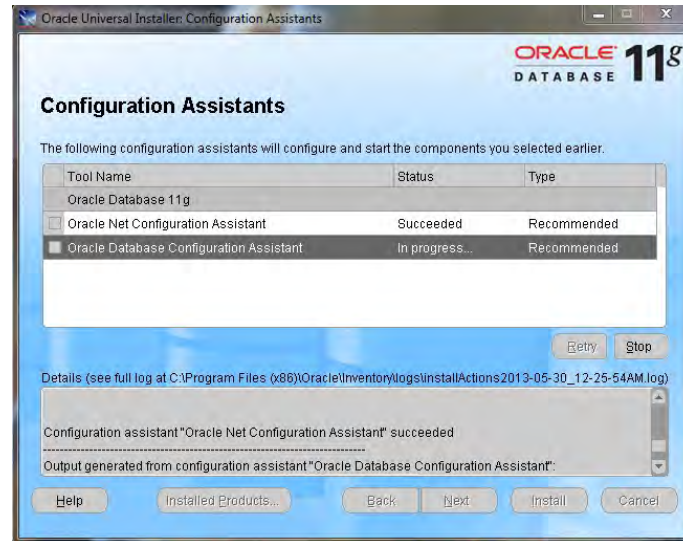 Oracle Universal Installer: Configuration Assistants
ORACLE 11g
DATABASE
Configuration Assistants
The following configuration assistants will configure and start the components you selected earlier.
Tool Name Status Type
Oracle Database 11g
Oracle Net Configuration Assistant Succeeded Recommended
Oracle Database Configuration Assistant In progress... Recommended
Retry Stop
Details (see full log at C:\Program Files (x86)\Oracle\Inventory\logs\installActions2013-05-30_12-25-54AM.log)
Configuration assistant "Oracle Net Configuration Assistant" succeeded
-----------------------------------------------------------------------------
Output generated from configuration assistant "Oracle Database Configuration Assistant":
Help Installed Products... Back Next Install Cancel